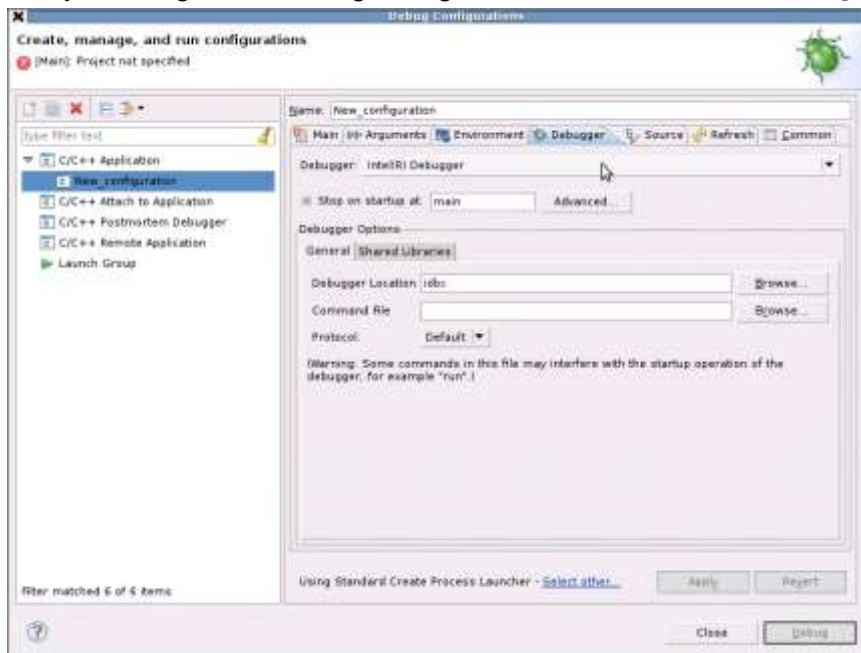 Debug Configurations
Create, manage, and run configurations
[Main]: Project not specified
Name: New_configuration
type filter text
Main Arguments Environment Debugger Source Refresh Common
C/C++ Application
New_configuration
C/C++ Attach to Application
C/C++ Postmortem Debugger
C/C++ Remote Application
Launch Group
Debugger: Intel(R) Debugger
Stop on startup at: main Advanced...
Debugger Options
General Shared Libraries
Debugger Location Browse...
Command file Browse...
Protocol: Default
(Warning: Some commands in this file may interfere with the startup operation of the
debugger, for example "run".)
Filter matched 6 of 6 items
Using Standard Create Process Launcher - Select other...
Apply Revert
Close Debug